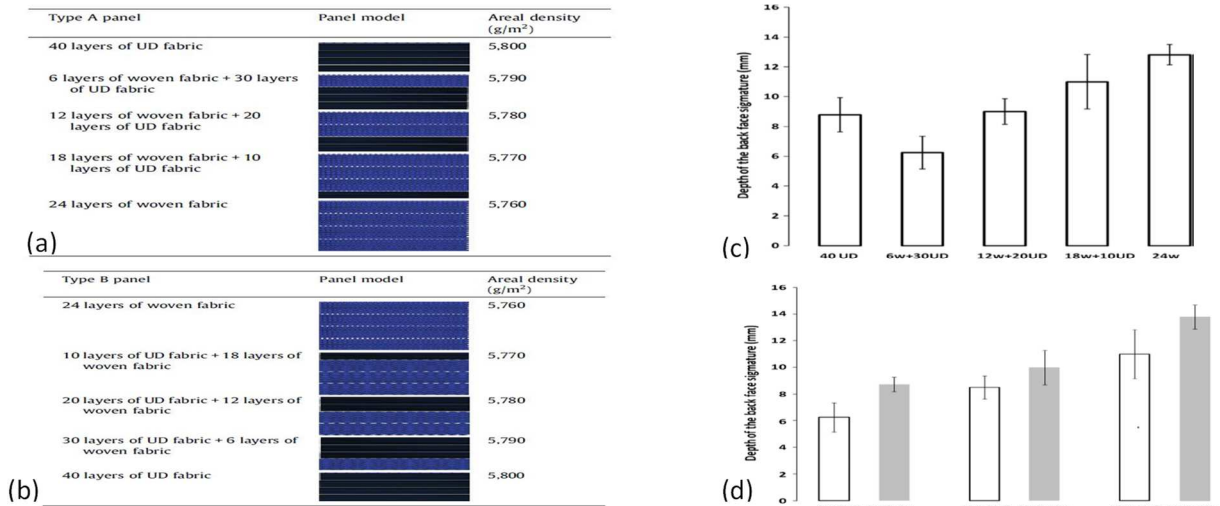 Type A panel Panel model Areal density
(g/m²)
40 layers of UD fabric 5,800
6 layers of woven fabric + 30 layers
of UD fabric 5,790
12 layers of woven fabric + 20
layers of UD fabric 5,780
18 layers of woven fabric + 10
layers of UD fabric 5,770
24 layers of woven fabric 5,760
(a)
Type B panel Panel model Areal density
(g/m²)
24 layers of woven fabric 5,760
10 layers of UD fabric + 18 layers of
woven fabric 5,770
20 layers of UD fabric + 12 layers of
woven fabric 5,780
30 layers of UD fabric + 6 layers of
woven fabric 5,790
40 layers of UD fabric 5,800
(b)
Depth of the back face sigmature (mm)
16
14
12
10
8
6
4
2
0
40 UD 6w+30UD 12w+20UD 18w+10UD 24w
(c)
Depth of the back face sigmature (mm)
16
14
12
10
8
6
4
2
0
(d)